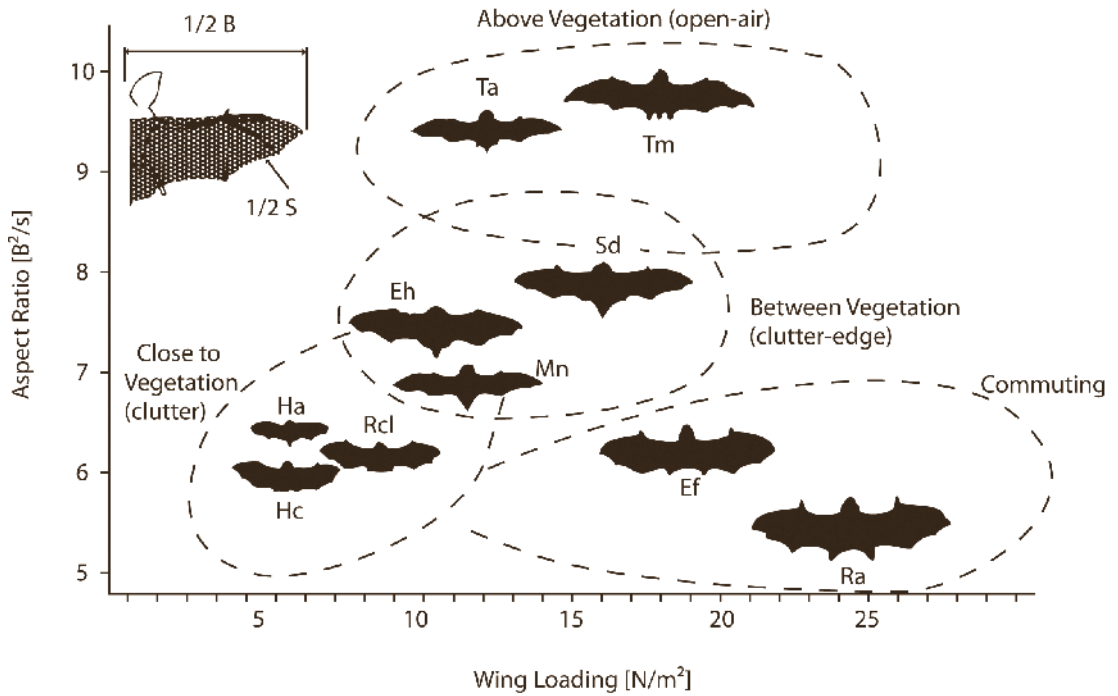 Above Vegetation (open-air)
1/2 B
1/2 S
Ta
Tm
Sd
Eh
Mn
Between Vegetation
(clutter-edge)
Close to
Vegetation
(clutter)
Ha
Rcl
Hc
Commuting
Ef
Ra
Aspect Ratio [B²/s]
10
9
8
7
6
5
5 10 15 20 25
Wing Loading [N/m²]